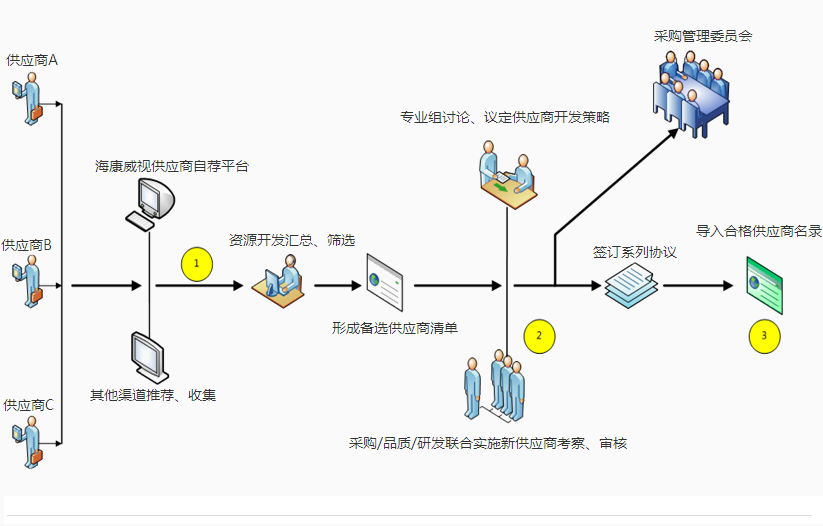 采购管理委员会
供应商A
专业组讨论、议定供应商开发策略
海康威视供应商自荐平台
导入合格供应商名录
资源开发汇总、筛选
供应商B
签订系列协议
1
形成备选供应商清单
2
3
其他渠道推荐、收集
供应商C
采购/品质/研发联合实施新供应商考察、审核